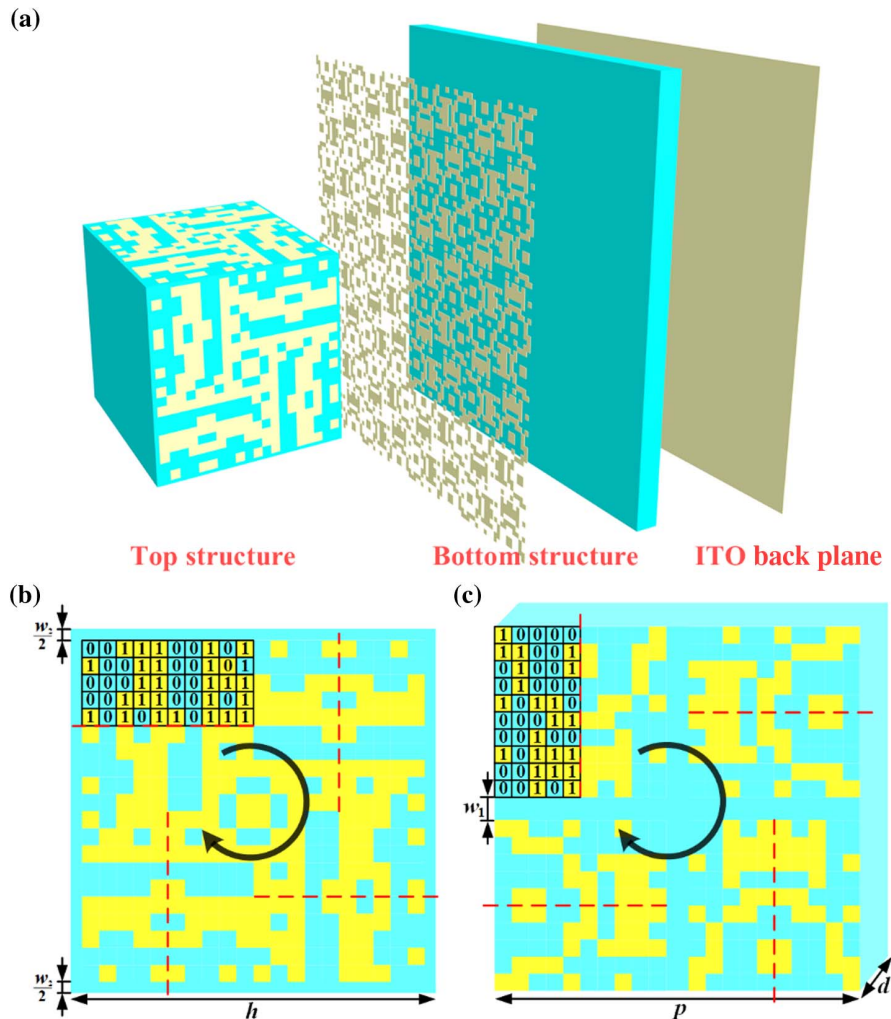 (a)
Top structure
Bottom structure
ITO back plane
(b)
w
2
0 0 1 1 1 0 0 1 0 1
1 0 0 1 1 0 0 1 0 1
0 0 0 1 1 0 0 1 1 1
0 0 1 1 1 0 0 1 0 1
1 0 1 0 1 1 0 1 1 1
w
2
h
(c)
1 0 0 0 0
1 1 0 0 1
0 1 0 0 1
0 1 0 0 0
1 0 1 1 0
0 0 0 1 1
0 0 1 0 0
1 0 1 1 1
0 0 1 1 1
0 0 1 0 1
w₁
p
d